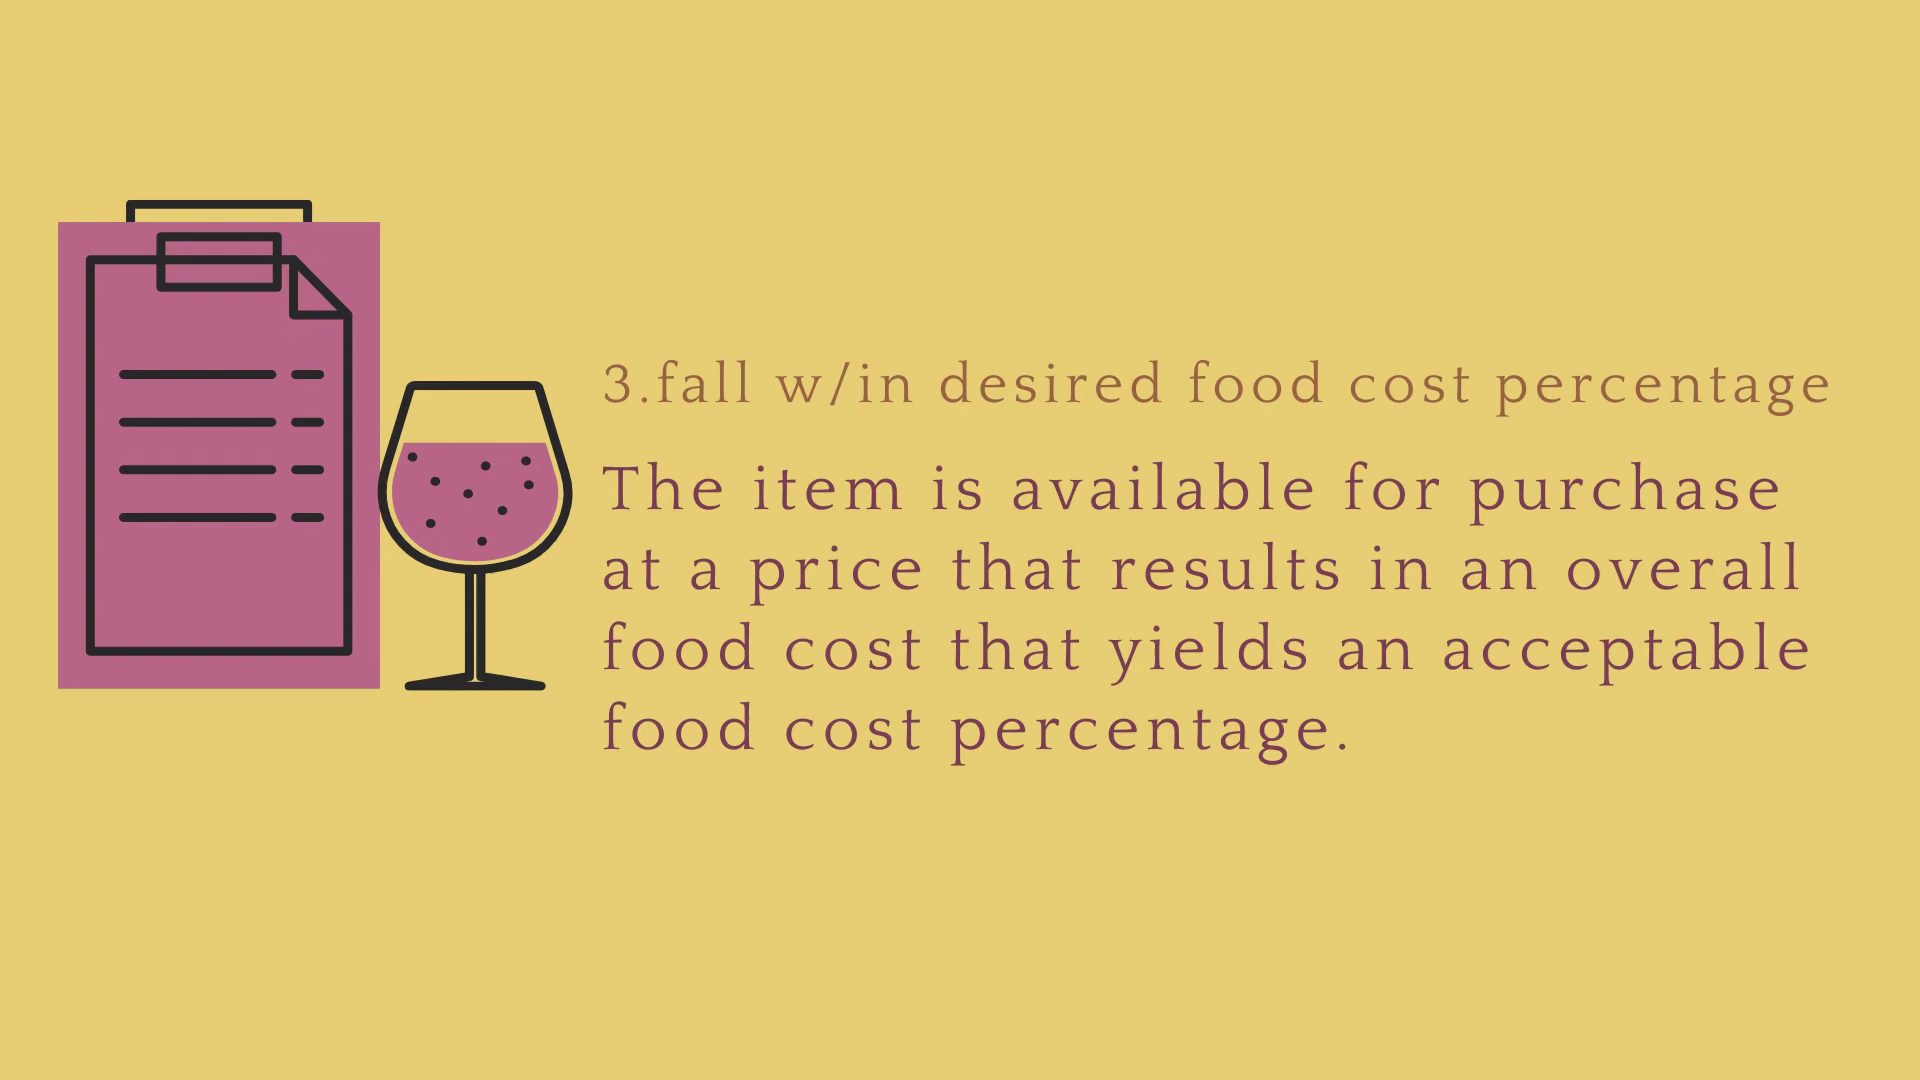 3.fall w/in desired food cost percentage
The item is available for purchase
at a price that results in an overall
food cost that yields an acceptable
food cost percentage.